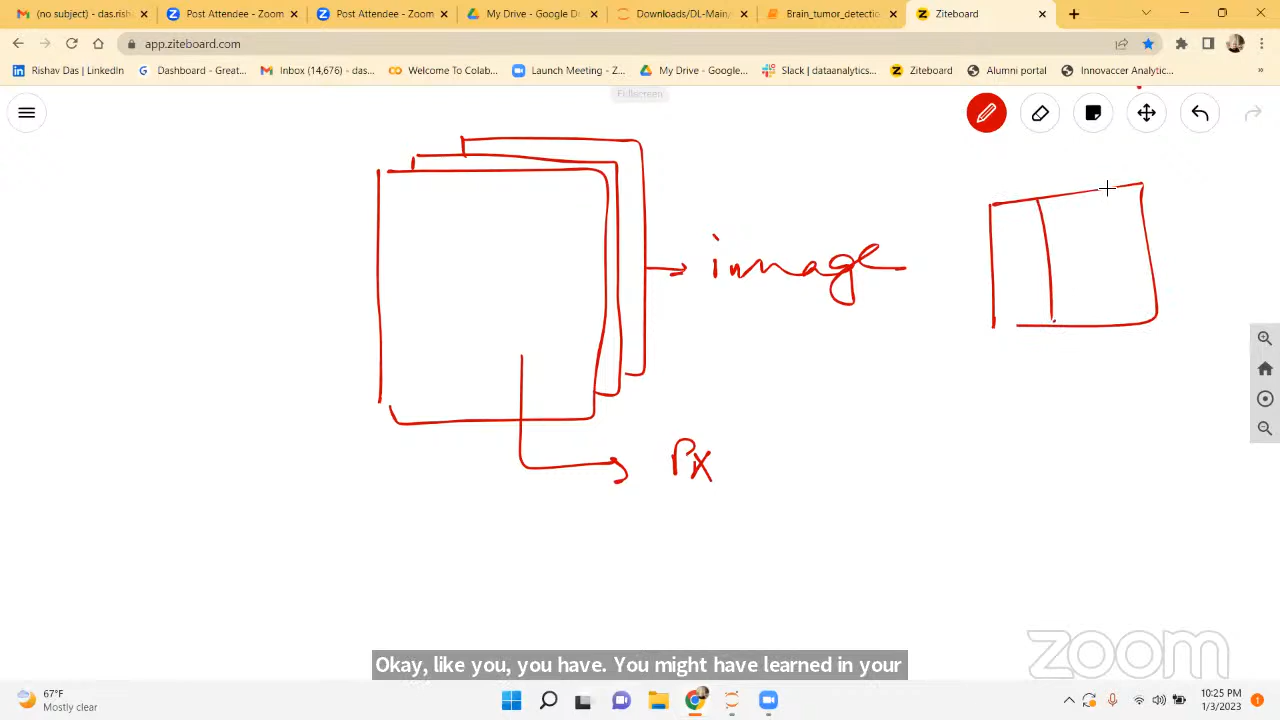 (no subject) - das.rish
Post Attendee - Zoom
Post Attendee - Zoom
My Drive - Google Dr
Downloads/DL-Main/
Brain_tumor_detectio
Ziteboard
app.ziteboard.com
Rishav Das | LinkedIn
Dashboard - Great...
Inbox (14,676) - das...
Welcome To Colab...
Launch Meeting - Z...
My Drive - Google...
Slack | dataanalytics...
Ziteboard
Alumni portal
Innovaccer Analytic...
»
Fullscreen
image
Px
Okay, like you, you have. You might have learned in your
zoom
67°F
Mostly clear
10:25 PM
1/3/2023
1